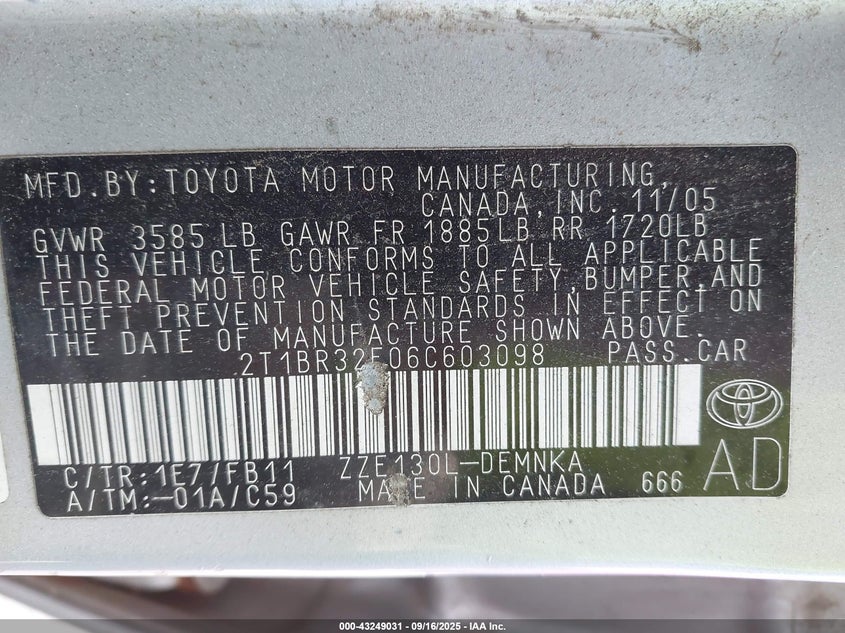 MFD. BY: TOYOTA MOTOR MANUFACTURING,
CANADA, INC. 11/05
GVWR 3585 LB GAWR FR 1885LB RR 1720LB
THIS VEHICLE CONFORMS TO ALL APPLICABLE
FEDERAL MOTOR VEHICLE SAFETY, BUMPER, AND
THEFT PREVENTION STANDARDS IN EFFECT ON
THE DATE OF MANUFACTURE SHOWN ABOVE.
2T1BR32E06C603098 PASS. CAR
C/TR: 1E7/FB11 ZZE130L-DEMNKA
A/TM: -01A/C59 MADE IN CANADA 666 AD
000-43249031 - 09/16/2025 - IAA Inc.